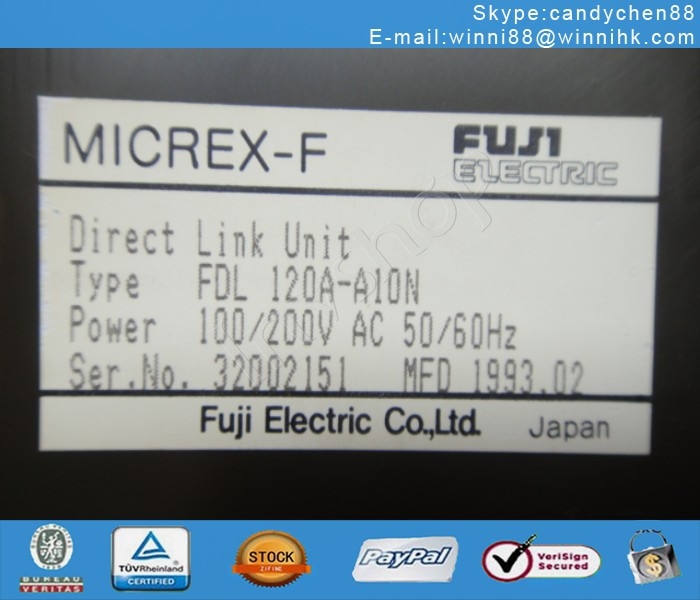 Skype:candychen88
E-mail:winni88@winnihk.com
MICREX-F
FUJI
ELECTRIC
Direct Link Unit
Type FDL 120A-A10N
Power 100/200V AC 50/60Hz
Ser.No. 32002151 MFD 1993.02
Fuji Electric Co.,Ltd. Japan
BUREAU
VERITAS
TÜVRheinland
CERTIFIED
STOCK
ZIFINE
PayPal
VeriSign
Secured
$